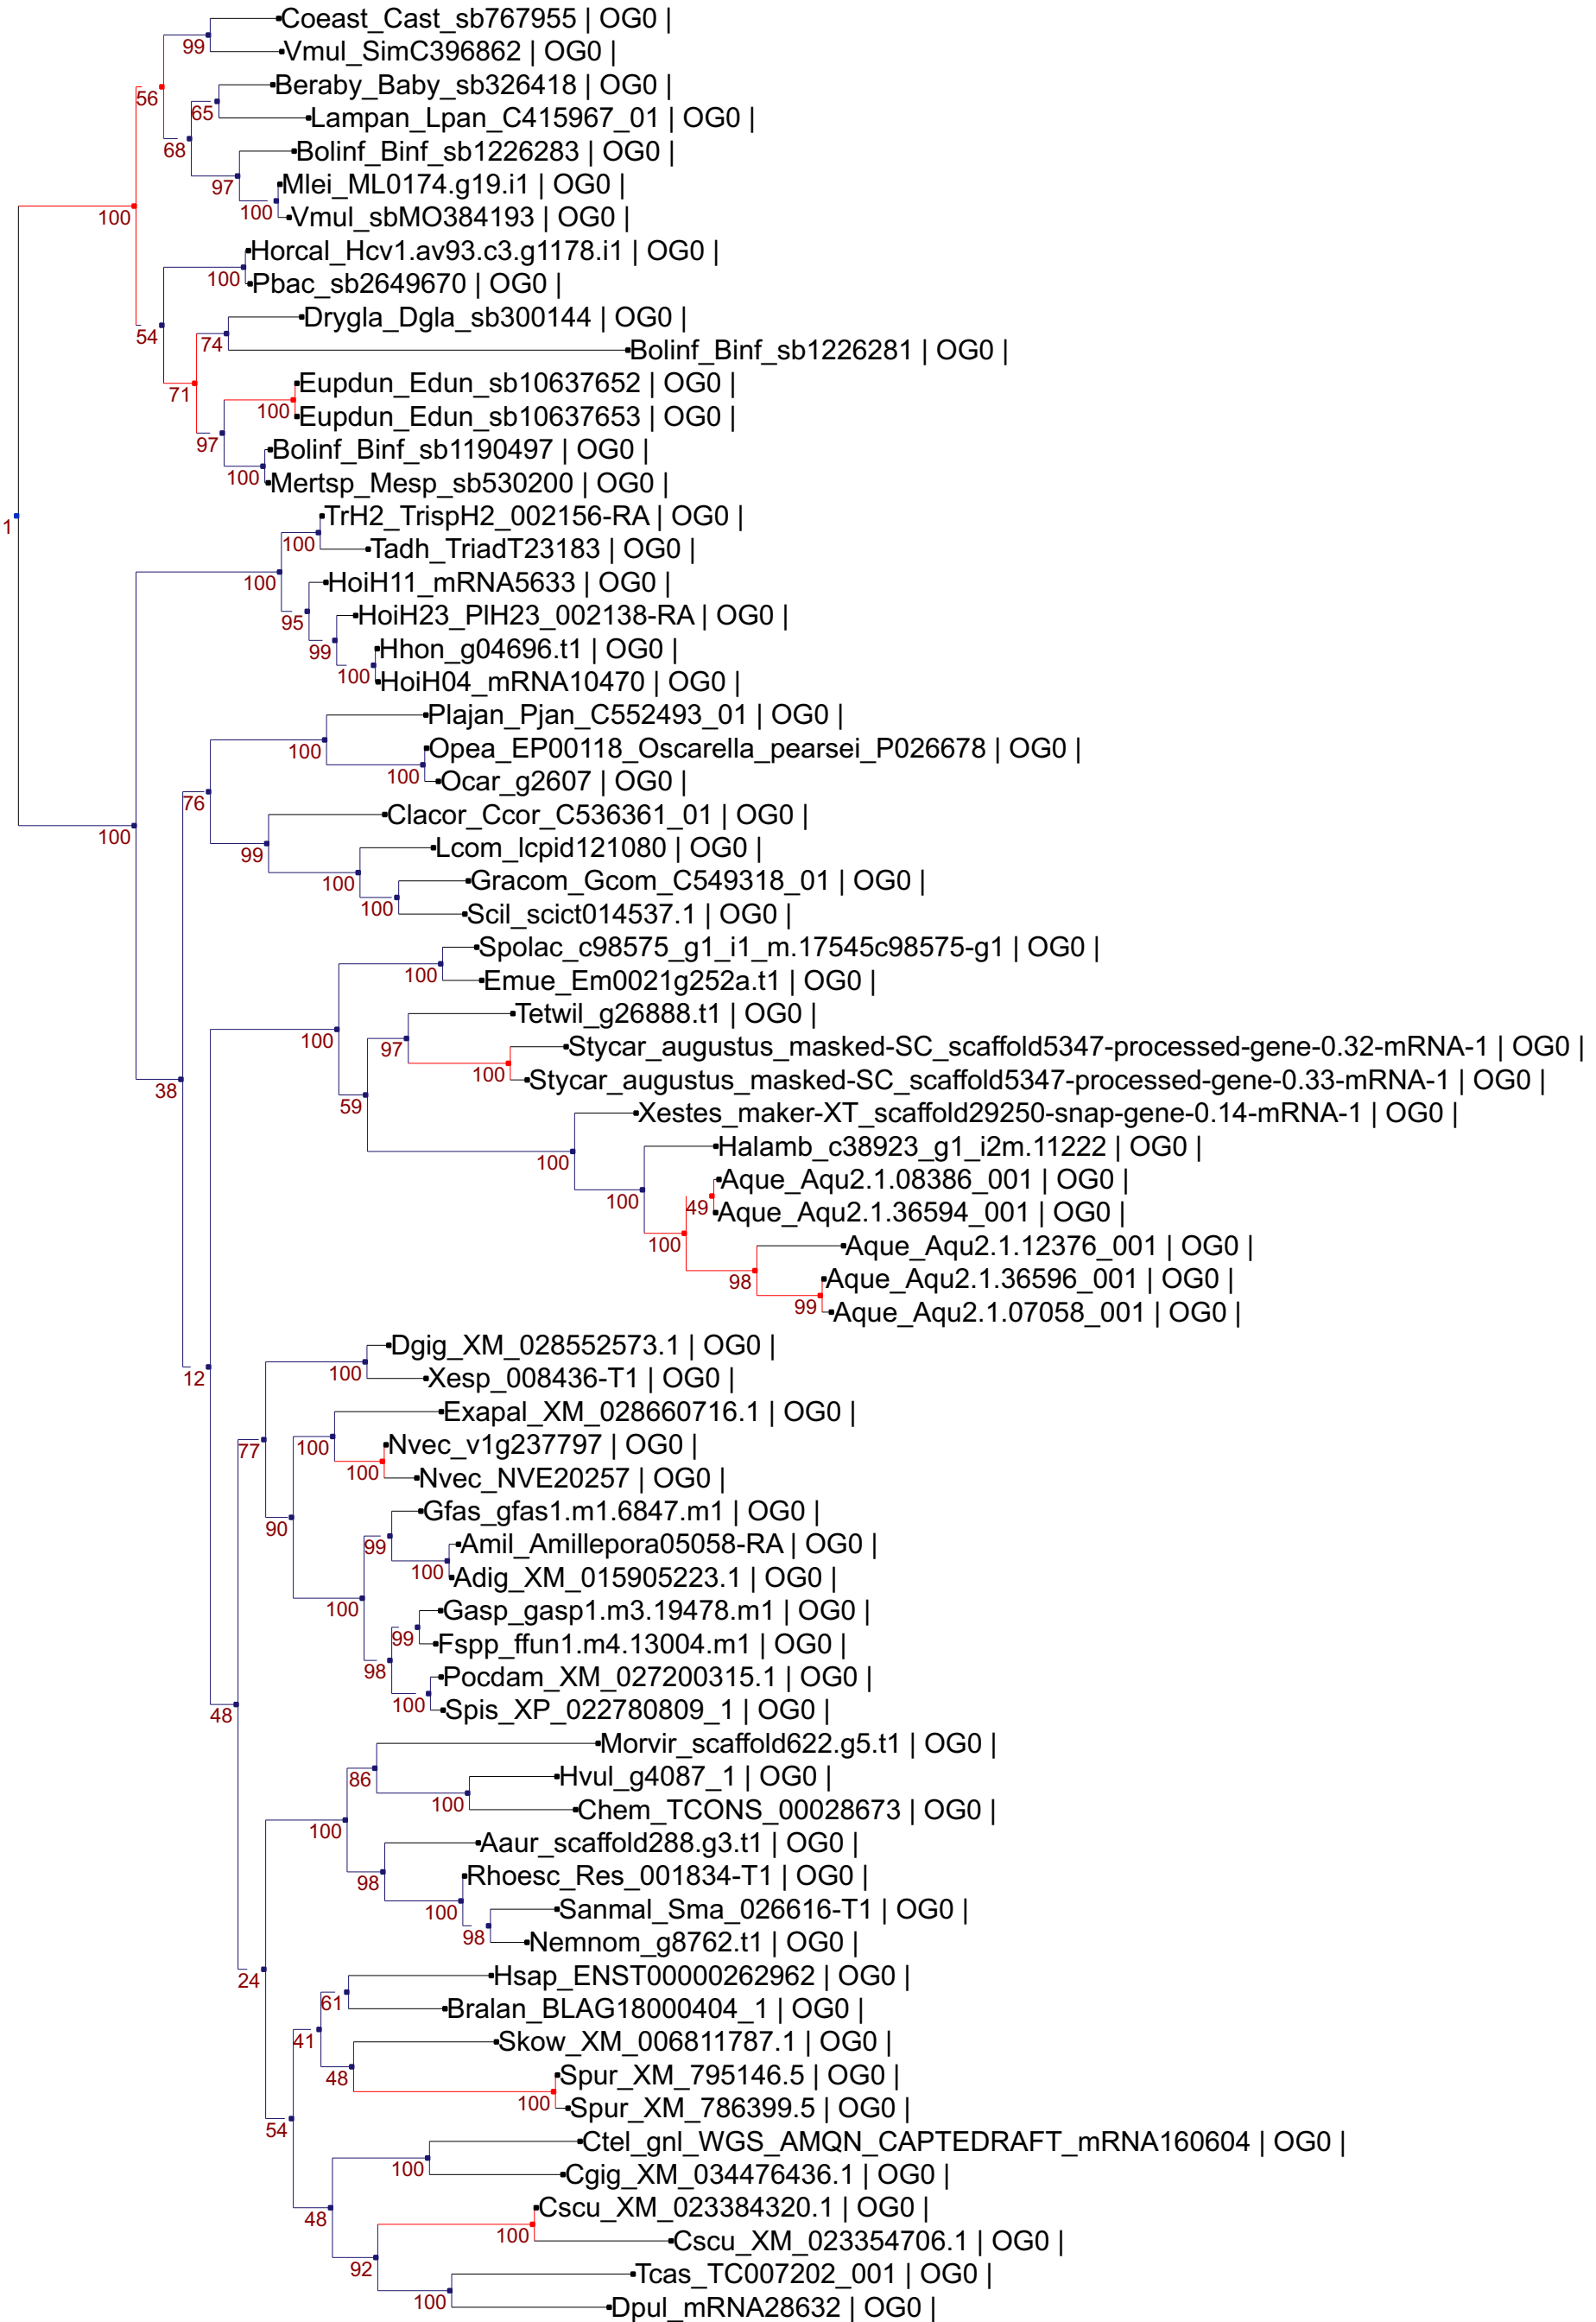 Coeast_Cast_sb767955 | OG0 |
99
Vmul_SimC396862 | OG0 |
Beraby_Baby_sb326418 | OG0 |
56
65
Lampan_Lpan_C415967_01 | OG0 |
68
Bolinf_Binf_sb1226283 | OG0 |
97
Mlei_ML0174.g19.i1 | OG0 |
100
Vmul_sbMO384193 | OG0 |
100
Horcal_Hcv1.av93.c3.g1178.i1 | OG0 |
100
Pbac_sb2649670 | OG0 |
Drygla_Dgla_sb300144 | OG0 |
54
74
Bolinf_Binf_sb1226281 | OG0 |
Eupdun_Edun_sb10637652 | OG0 |
71
100
Eupdun_Edun_sb10637653 | OG0 |
97
Bolinf_Binf_sb1190497 | OG0 |
100
Mertsp_Mesp_sb530200 | OG0 |
TrH2_TrispH2_002156-RA | OG0 |
1
100
Tadh_TriadT23183 | OG0 |
100
HoiH11_mRNA5633 | OG0 |
95
HoiH23_PlH23_002138-RA | OG0 |
99
Hhon_g04696.t1 | OG0 |
100
HoiH04_mRNA10470 | OG0 |
Plajan_Pjan_C552493_01 | OG0 |
100
Opea_EP00118_Oscarella_pearsei_P026678 | OG0 |
100
Ocar_g2607 | OG0 |
76
Clacor_Ccor_C536361_01 | OG0 |
100
99
Lcom_lcpid121080 | OG0 |
100
Gracom_Gcom_C549318_01 | OG0 |
100
Scil_scict014537.1 | OG0 |
Spolac_c98575_g1_i1_m.17545c98575-g1 | OG0 |
100
Emue_Em0021g252a.t1 | OG0 |
Tetwil_g26888.t1 | OG0 |
100
97
Stycar_augustus_masked-SC_scaffold5347-processed-gene-0.32-mRNA-1 | OG0 |
100
Stycar_augustus_masked-SC_scaffold5347-processed-gene-0.33-mRNA-1 | OG0 |
38
59
Xestes_maker-XT_scaffold29250-snap-gene-0.14-mRNA-1 | OG0 |
Halamb_c38923_g1_i2m.11222 | OG0 |
100
Aque_Aqu2.1.08386_001 | OG0 |
100
49
Aque_Aqu2.1.36594_001 | OG0 |
100
Aque_Aqu2.1.12376_001 | OG0 |
98
Aque_Aqu2.1.36596_001 | OG0 |
99
Aque_Aqu2.1.07058_001 | OG0 |
Dgig_XM_028552573.1 | OG0 |
100
12
Xesp_008436-T1 | OG0 |
Exapal_XM_028660716.1 | OG0 |
77
100
Nvec_v1g237797 | OG0 |
100
Nvec_NVE20257 | OG0 |
Gfas_gfas1.m1.6847.m1 | OG0 |
90
99
Amil_Amillepora05058-RA | OG0 |
100
Adig_XM_015905223.1 | OG0 |
100
Gasp_gasp1.m3.19478.m1 | OG0 |
99
Fspp_ffun1.m4.13004.m1 | OG0 |
98
Pocdam_XM_027200315.1 | OG0 |
100
Spis_XP_022780809_1 | OG0 |
48
Morvir_scaffold622.g5.t1 | OG0 |
86
Hvul_g4087_1 | OG0 |
100
Chem_TCONS_00028673 | OG0 |
100
Aaur_scaffold288.g3.t1 | OG0 |
98
Rhoesc_Res_001834-T1 | OG0 |
100
Sanmal_Sma_026616-T1 | OG0 |
98
Nemnom_g8762.t1 | OG0 |
24
Hsap_ENST00000262962 | OG0 |
61
Bralan_BLAG18000404_1 | OG0 |
41
Skow_XM_006811787.1 | OG0 |
48
Spur_XM_795146.5 | OG0 |
100
Spur_XM_786399.5 | OG0 |
54
Ctel_gnl_WGS_AMQN_CAPTEDRAFT_mRNA160604 | OG0 |
100
Cgig_XM_034476436.1 | OG0 |
48
Cscu_XM_023384320.1 | OG0 |
100
Cscu_XM_023354706.1 | OG0 |
92
Tcas_TC007202_001 | OG0 |
100
Dpul_mRNA28632 | OG0 |